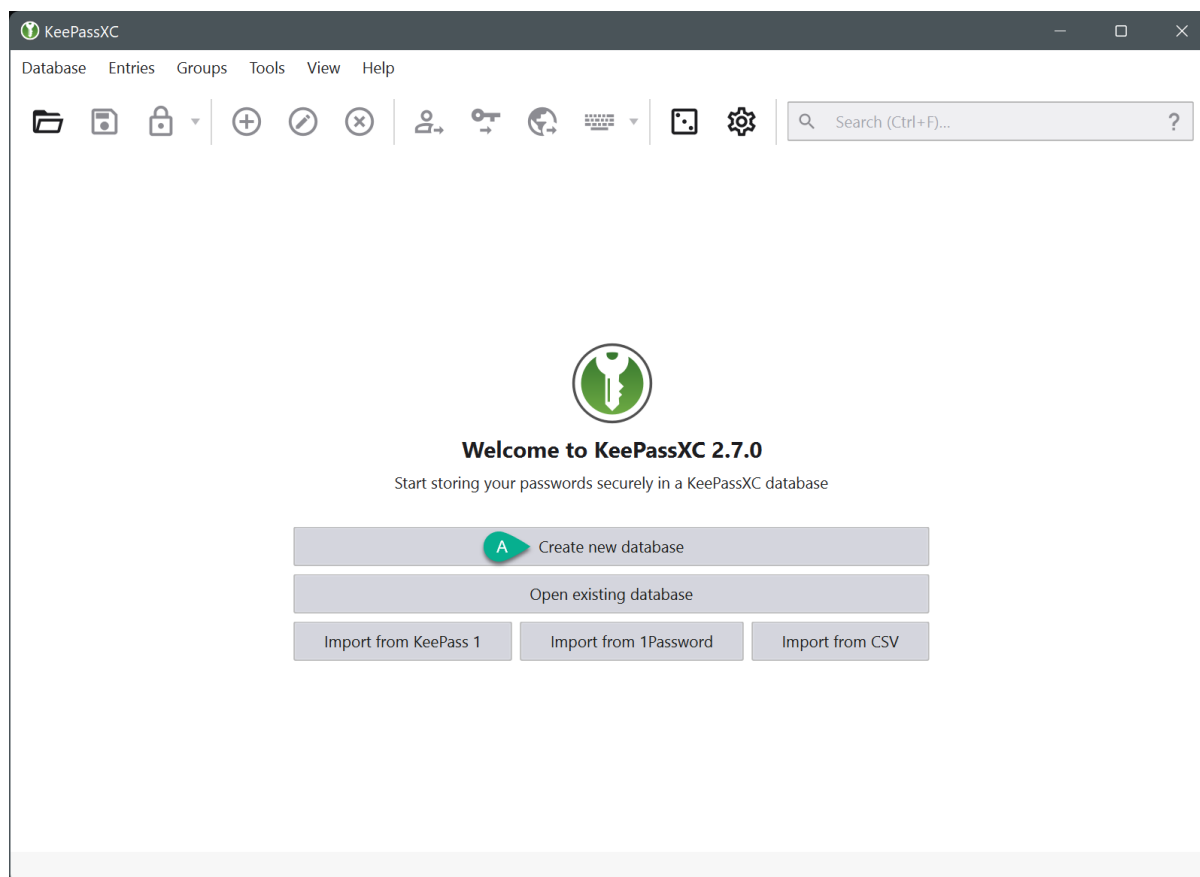 KeePassXC
Database Entries Groups Tools View Help
Search (Ctrl+F)... ?
Welcome to KeePassXC 2.7.0
Start storing your passwords securely in a KeePassXC database
A Create new database
Open existing database
Import from KeePass 1 Import from 1Password Import from CSV